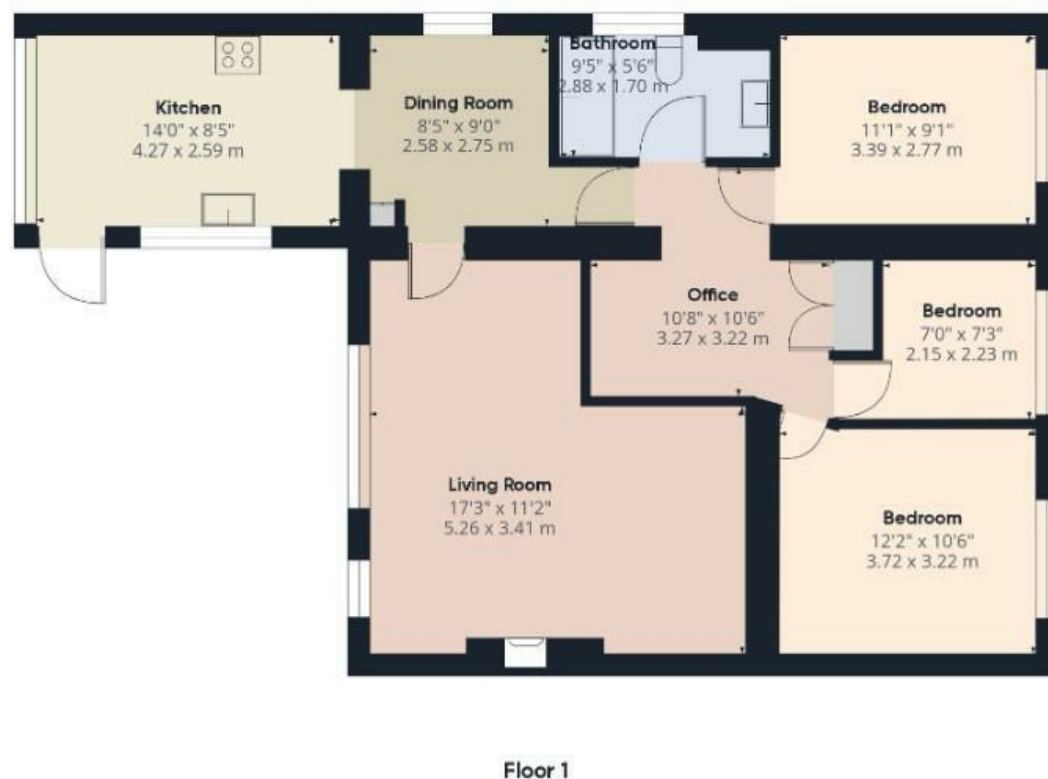 Kitchen
14'0" x 8'5"
4.27 x 2.59 m
Dining Room
8'5" x 9'0"
2.58 x 2.75 m
Bathroom
9'5" x 5'6"
2.88 x 1.70 m
Bedroom
11'1" x 9'1"
3.39 x 2.77 m
Office
10'8" x 10'6"
3.27 x 3.22 m
Bedroom
7'0" x 7'3"
2.15 x 2.23 m
Living Room
17'3" x 11'2"
5.26 x 3.41 m
Bedroom
12'2" x 10'6"
3.72 x 3.22 m
Floor 1